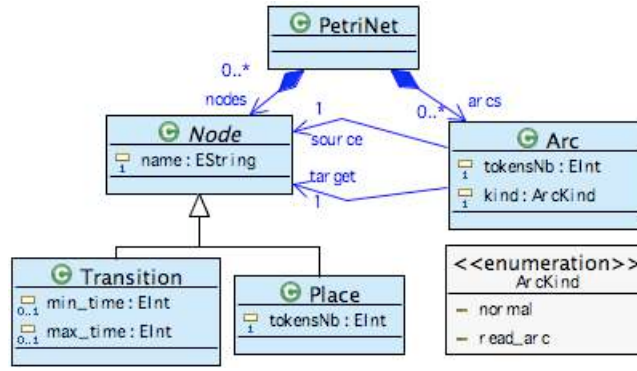 C PetriNet
0..*
nodes
0..*
arcs
C Node
1 name : EString
1
source
target
1
C Arc
1 tokensNb : EInt
1 kind : ArcKind
C Transition
0..1 min_time : EInt
0..1 max_time : EInt
C Place
1 tokensNb : EInt
<<enumeration>>
ArcKind
normal
read_arc